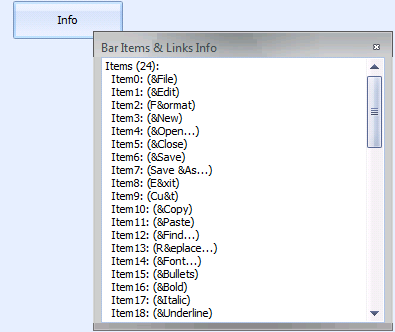 Info
Bar Items & Links Info
Items (24):
Item0: (&File)
Item1: (&Edit)
Item2: (F&ormat)
Item3: (&New)
Item4: (&Open...)
Item5: (&Close)
Item6: (&Save)
Item7: (Save &As...)
Item8: (E&xit)
Item9: (Cu&t)
Item10: (&Copy)
Item11: (&Paste)
Item12: (&Find...)
Item13: (R&eplace...)
Item14: (&Font...)
Item15: (&Bullets)
Item16: (&Bold)
Item17: (&Italic)
Item18: (&Underline)